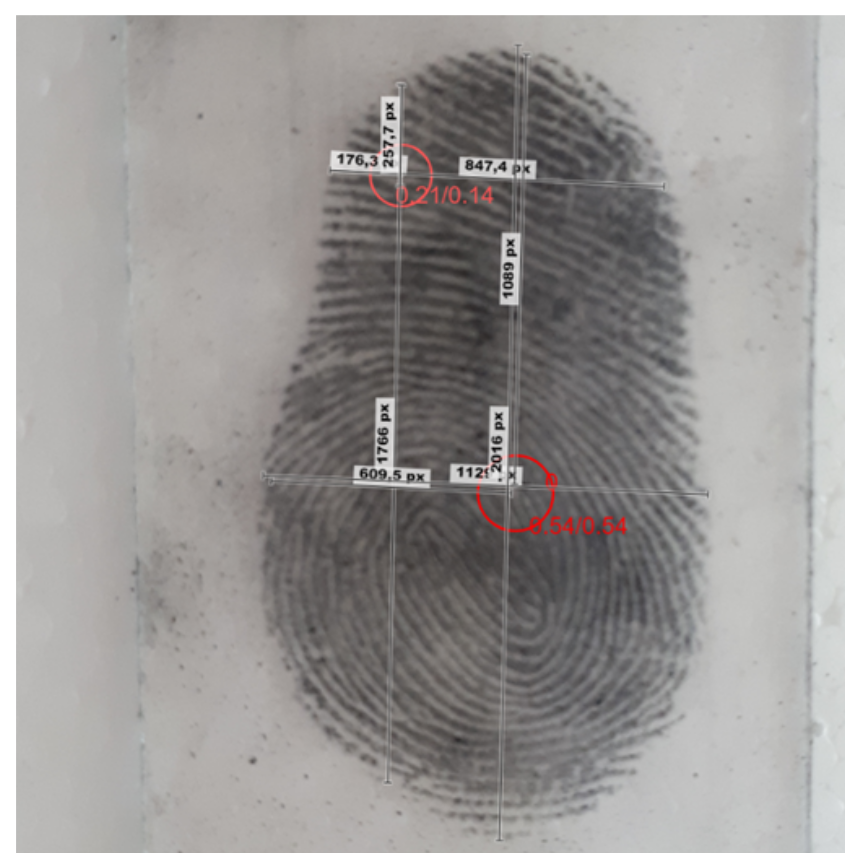 257,7 px
176,3
847,4 px
0.21/0.14
1089 px
1766 px
2016 px
609,5 px
0.54/0.54